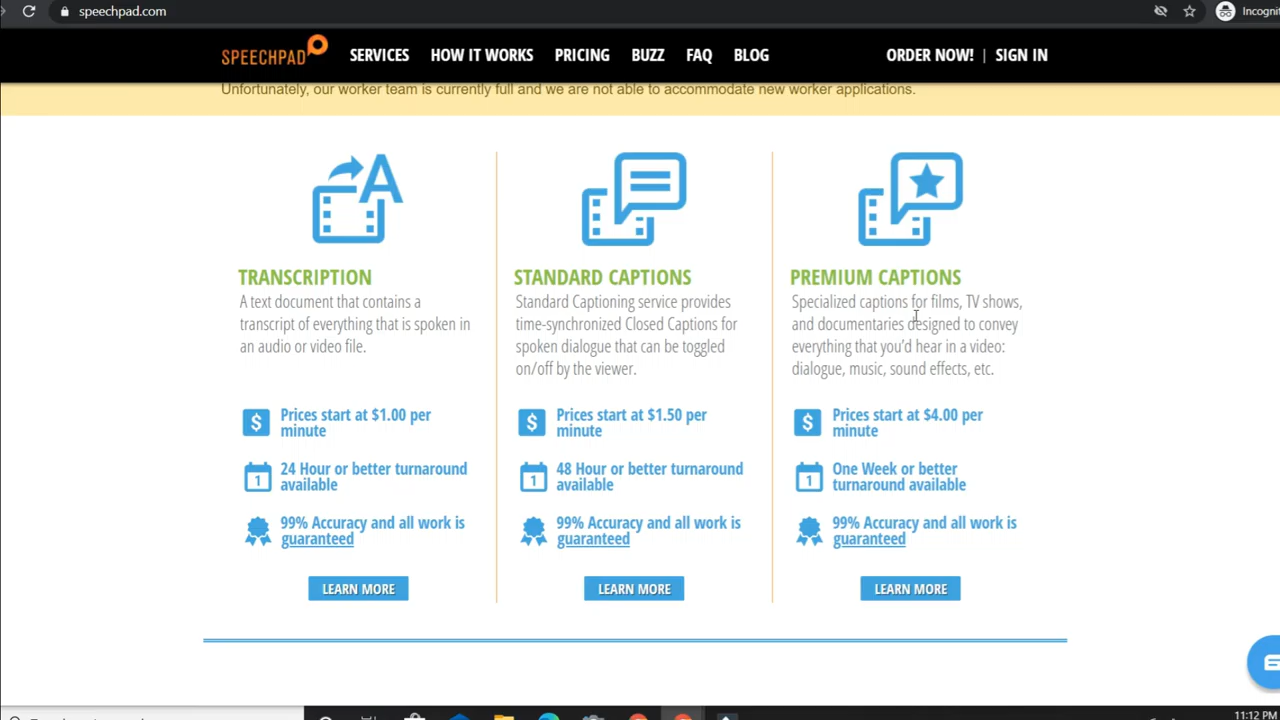 speechpad.com
Incogni
SPEECHPAD SERVICES HOW IT WORKS PRICING BUZZ FAQ BLOG ORDER NOW! | SIGN IN
Unfortunately, our worker team is currently full and we are not able to accommodate new worker applications.
A
TRANSCRIPTION
A text document that contains a
transcript of everything that is spoken in
an audio or video file.
$ Prices start at $1.00 per
minute
1 24 Hour or better turnaround
available
99% Accuracy and all work is
guaranteed
LEARN MORE
STANDARD CAPTIONS
Standard Captioning service provides
time-synchronized Closed Captions for
spoken dialogue that can be toggled
on/off by the viewer.
$ Prices start at $1.50 per
minute
1 48 Hour or better turnaround
available
99% Accuracy and all work is
guaranteed
LEARN MORE
PREMIUM CAPTIONS
Specialized captions for films, TV shows,
and documentaries designed to convey
everything that you'd hear in a video:
dialogue, music, sound effects, etc.
$ Prices start at $4.00 per
minute
1 One Week or better
turnaround available
99% Accuracy and all work is
guaranteed
LEARN MORE
11:12 PM